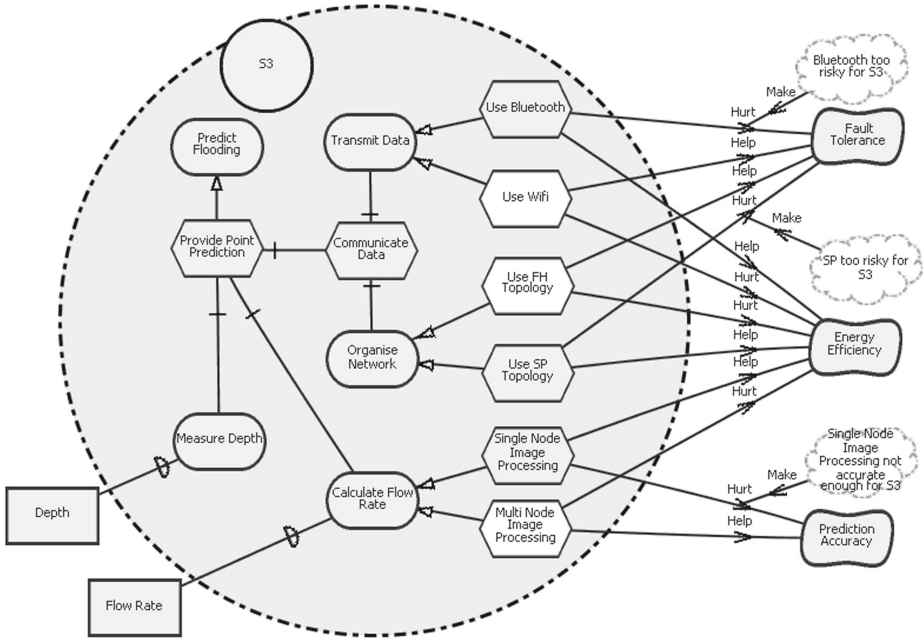 S3
Predict
Flooding
Transmit Data
Use Bluetooth
Use Wifi
Provide Point
Prediction
Communicate
Data
Use FH
Topology
Organise
Network
Use SP
Topology
Measure Depth
Single Node
Image
Processing
Calculate Flow
Rate
Multi Node
Image
Processing
Depth
Flow Rate
Bluetooth too
risky for S3
Make
Hurt
Fault
Tolerance
Help
Help
Hurt
Make
SP too risky for
S3
Help
Hurt
Hurt
Energy
Efficiency
Help
Help
Hurt
Single Node
Image
Processing not
accurate
enough for S3
Make
Hurt
Help
Prediction
Accuracy